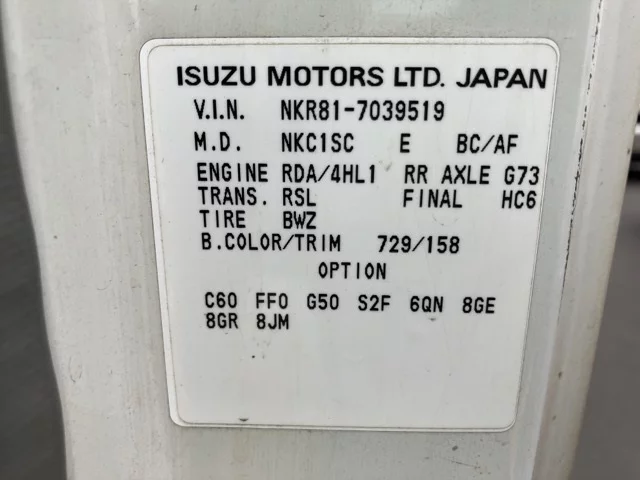 ISUZU MOTORS LTD. JAPAN
V.I.N. NKR81-7039519
M.D. NKC1SC E BC/AF
ENGINE RDA/4HL1 RR AXLE G73
TRANS. RSL FINAL HC6
TIRE BWZ
B.COLOR/TRIM 729/158
OPTION
C60 FF0 G50 S2F 6QN 8GE
8GR 8JM